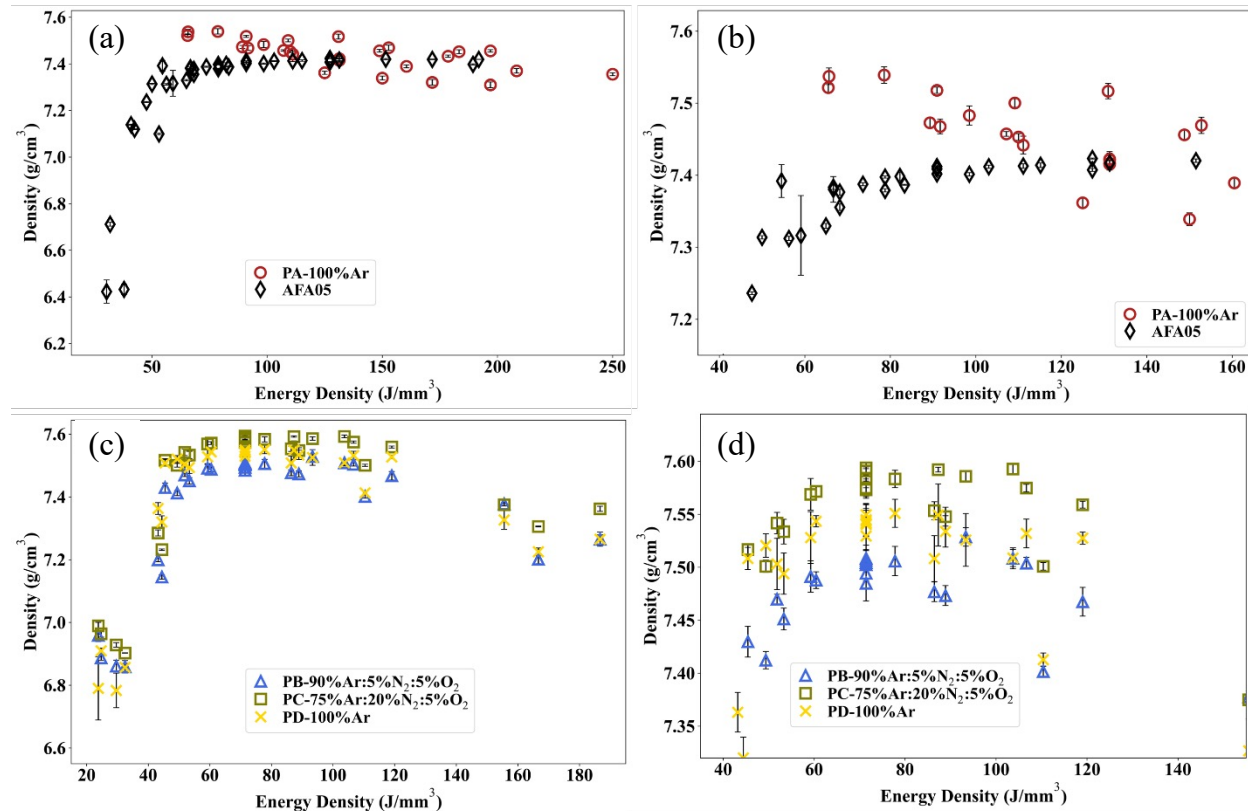 (a)
7.6
7.4
7.2
7.0
6.8
6.6
6.4
6.2
Density (g/cm³)
PA-100%Ar
AFA05
50
100
150
200
250
Energy Density (J/mm³)
(b)
7.6
7.5
7.4
7.3
7.2
Density (g/cm³)
PA-100%Ar
AFA05
40
60
80
100
120
140
160
Energy Density (J/mm³)
(c)
7.6
7.4
7.2
7.0
6.8
6.6
Density (g/cm³)
PB-90%Ar:5%N₂:5%O₂
PC-75%Ar:20%N₂:5%O₂
PD-100%Ar
20
40
60
80
100
120
140
160
180
Energy Density (J/mm³)
(d)
7.60
7.55
7.50
7.45
7.40
7.35
Density (g/cm³)
PB-90%Ar:5%N₂:5%O₂
PC-75%Ar:20%N₂:5%O₂
PD-100%Ar
40
60
80
100
120
140
Energy Density (J/mm³)